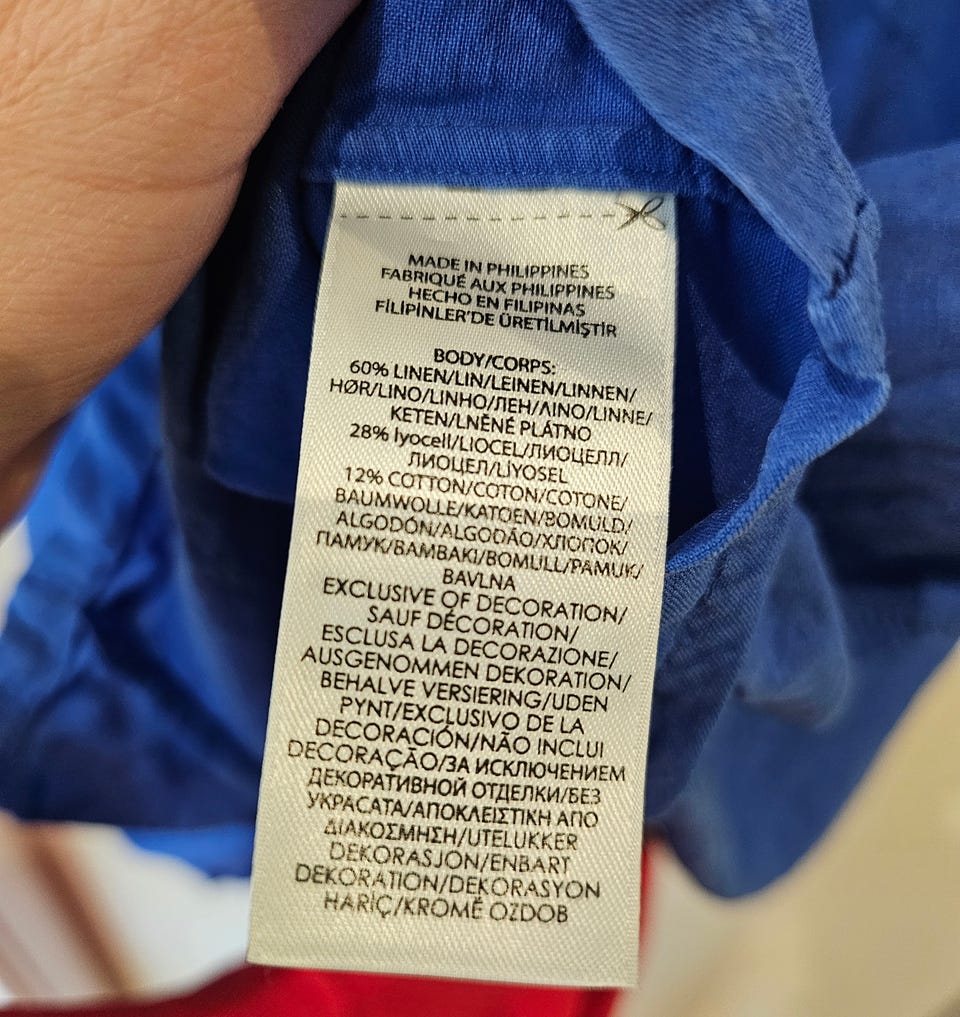 MADE IN PHILIPPINES
FABRIQUÉ AUX PHILIPPINES
HECHO EN FILIPINAS
FİLİPİNLER'DE ÜRETİLMİŞTİR
BODY/CORPS:
60% LINEN/LIN/LEINEN/LINNEN/
HØR/LINO/LINHO/ЛЕН/ΛΙΝΟ/LINNE/
KETEN/LNĚNÉ PLÁTNO
28% lyocell/LIOCEL/ЛИОЦЕЛЛ/
ЛИОЦЕЛ/LİYOSEL
12% COTTON/COTON/COTONE/
BAUMWOLLE/KATOEN/BOMULD/
ALGODÓN/ALGODÃO/ХЛОПОК/
ПАМУК/ΒΑΜΒΑΚΙ/BOMULL/PAMUK/
BAVLNA
EXCLUSIVE OF DECORATION/
SAUF DÉCORATION/
ESCLUSA LA DECORAZIONE/
AUSGENOMMEN DEKORATION/
BEHALVE VERSIERING/UDEN
PYNT/EXCLUSIVO DE LA
DECORACIÓN/NÃO INCLUI
DECORAÇÃO/ЗА ИСКЛЮЧЕНИЕМ
ДЕКОРАТИВНОЙ ОТДЕЛКИ/БЕЗ
УКРАСАТА/ΑΠΟΚΛΕΙΣΤΙΚΗ ΑΠΟ
ΔΙΑΚΟΣΜΗΣΗ/UTELUKKER
DEKORASJON/ENBART
DEKORATION/DEKORASYON
HARİÇ/KROMĚ OZDOB